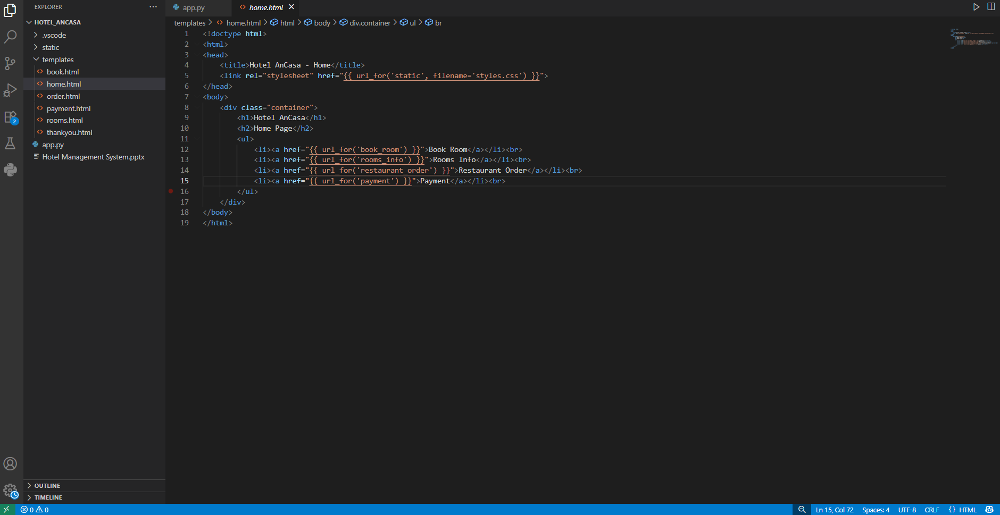 EXPLORER
HOTEL_ANCASA
.vscode
static
templates
book.html
home.html
order.html
payment.html
rooms.html
thankyou.html
app.py
Hotel Management System.pptx
OUTLINE
TIMELINE
app.py home.html
templates > home.html > html > body > div.container > ul > br
1 <!doctype html>
2 <html>
3 <head>
4     <title>Hotel AnCasa - Home</title>
5     <link rel="stylesheet" href="{{ url_for('static', filename='styles.css') }}">
6 </head>
7 <body>
8     <div class="container">
9         <h1>Hotel AnCasa</h1>
10         <h2>Home Page</h2>
11         <ul>
12             <li><a href="{{ url_for('book_room') }}">Book Room</a></li><br>
13             <li><a href="{{ url_for('rooms_info') }}">Rooms Info</a></li><br>
14             <li><a href="{{ url_for('restaurant_order') }}">Restaurant Order</a></li><br>
15             <li><a href="{{ url_for('payment') }}">Payment</a></li><br>
16         </ul>
17     </div>
18 </body>
19 </html>
2
0 0 Ln 15, Col 72 Spaces: 4 UTF-8 CRLF {} HTML